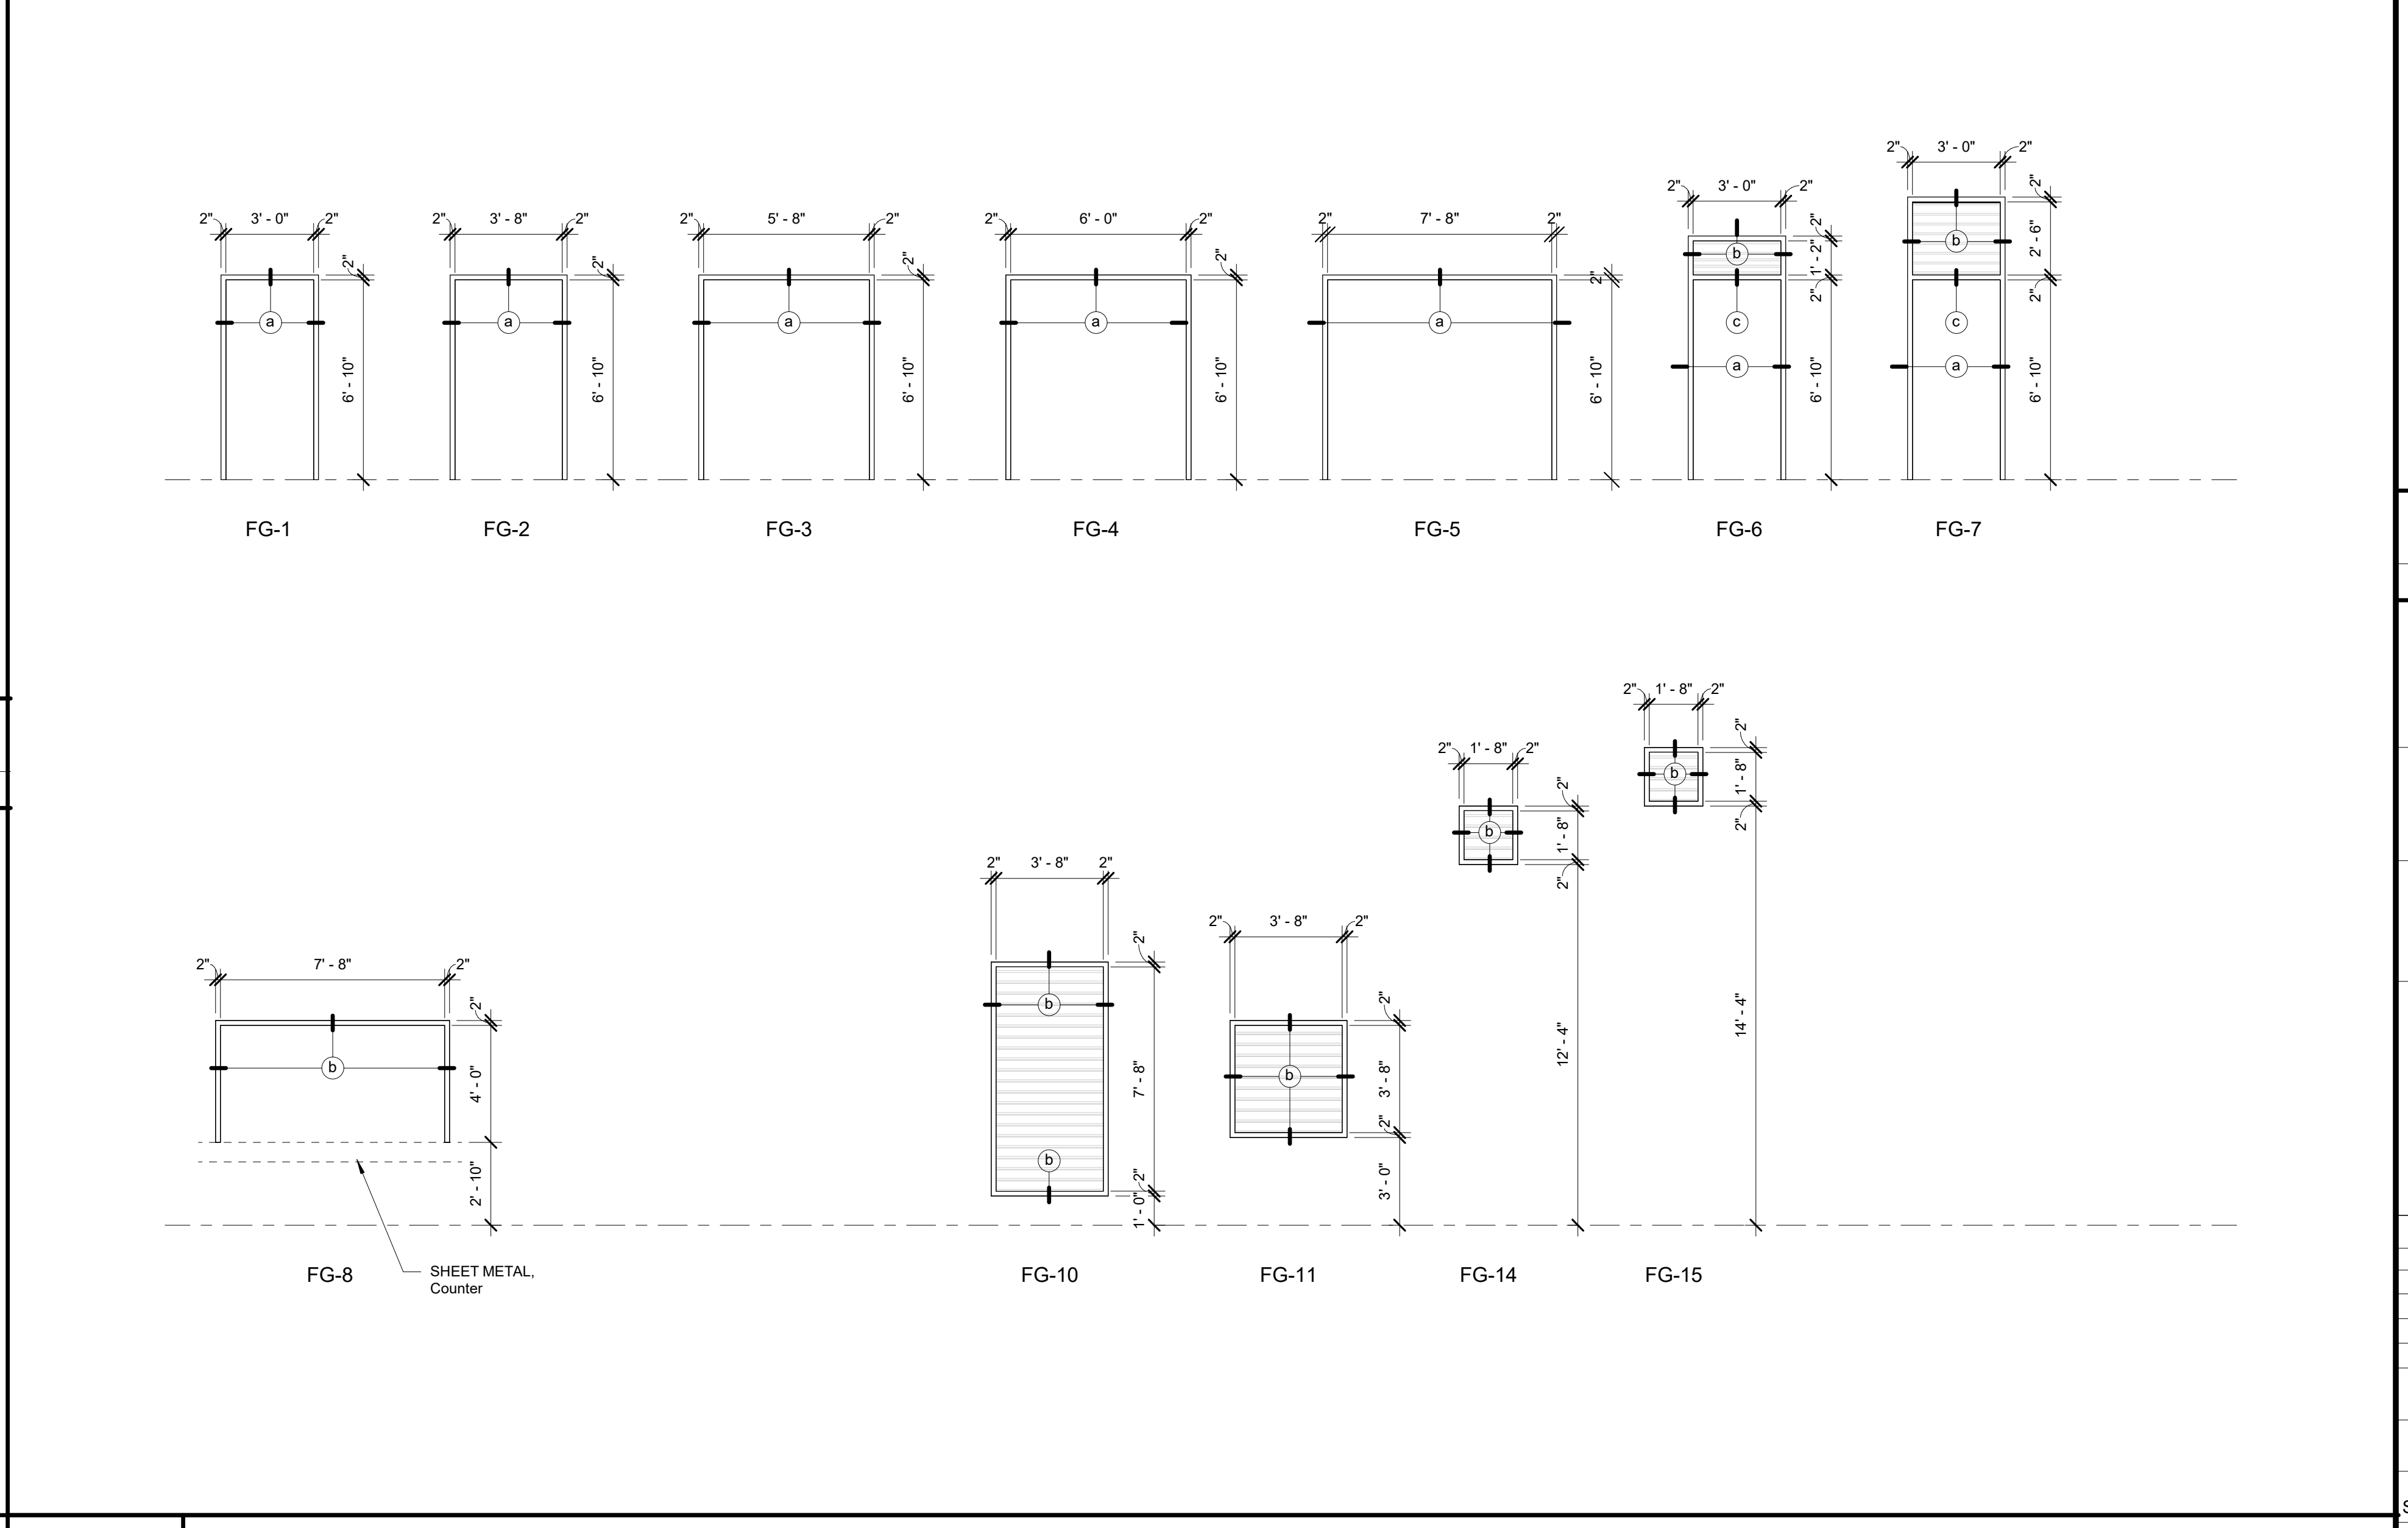 2" 3' - 0" 2"
2"
a
6' - 10"
FG-1
2" 3' - 8" 2"
2"
a
6' - 10"
FG-2
2" 5' - 8" 2"
2"
a
6' - 10"
FG-3
2" 6' - 0" 2"
2"
a
6' - 10"
FG-4
2" 7' - 8" 2"
2"
a
6' - 10"
FG-5
2" 3' - 0" 2"
2"
b
1' - 2"
2"
c
a
6' - 10"
FG-6
2" 3' - 0" 2"
2"
b
2' - 6"
2"
c
a
6' - 10"
FG-7
2" 7' - 8" 2"
2"
b
4' - 0"
2' - 10"
FG-8
SHEET METAL,
Counter
2" 3' - 8" 2"
2"
b
7' - 8"
b
2"
1' - 0"
FG-10
2" 3' - 8" 2"
2"
b
3' - 8"
2"
3' - 0"
FG-11
2" 1' - 8" 2"
2"
b
1' - 8"
2"
12' - 4"
FG-14
2" 1' - 8" 2"
2"
b
1' - 8"
2"
14' - 4"
FG-15